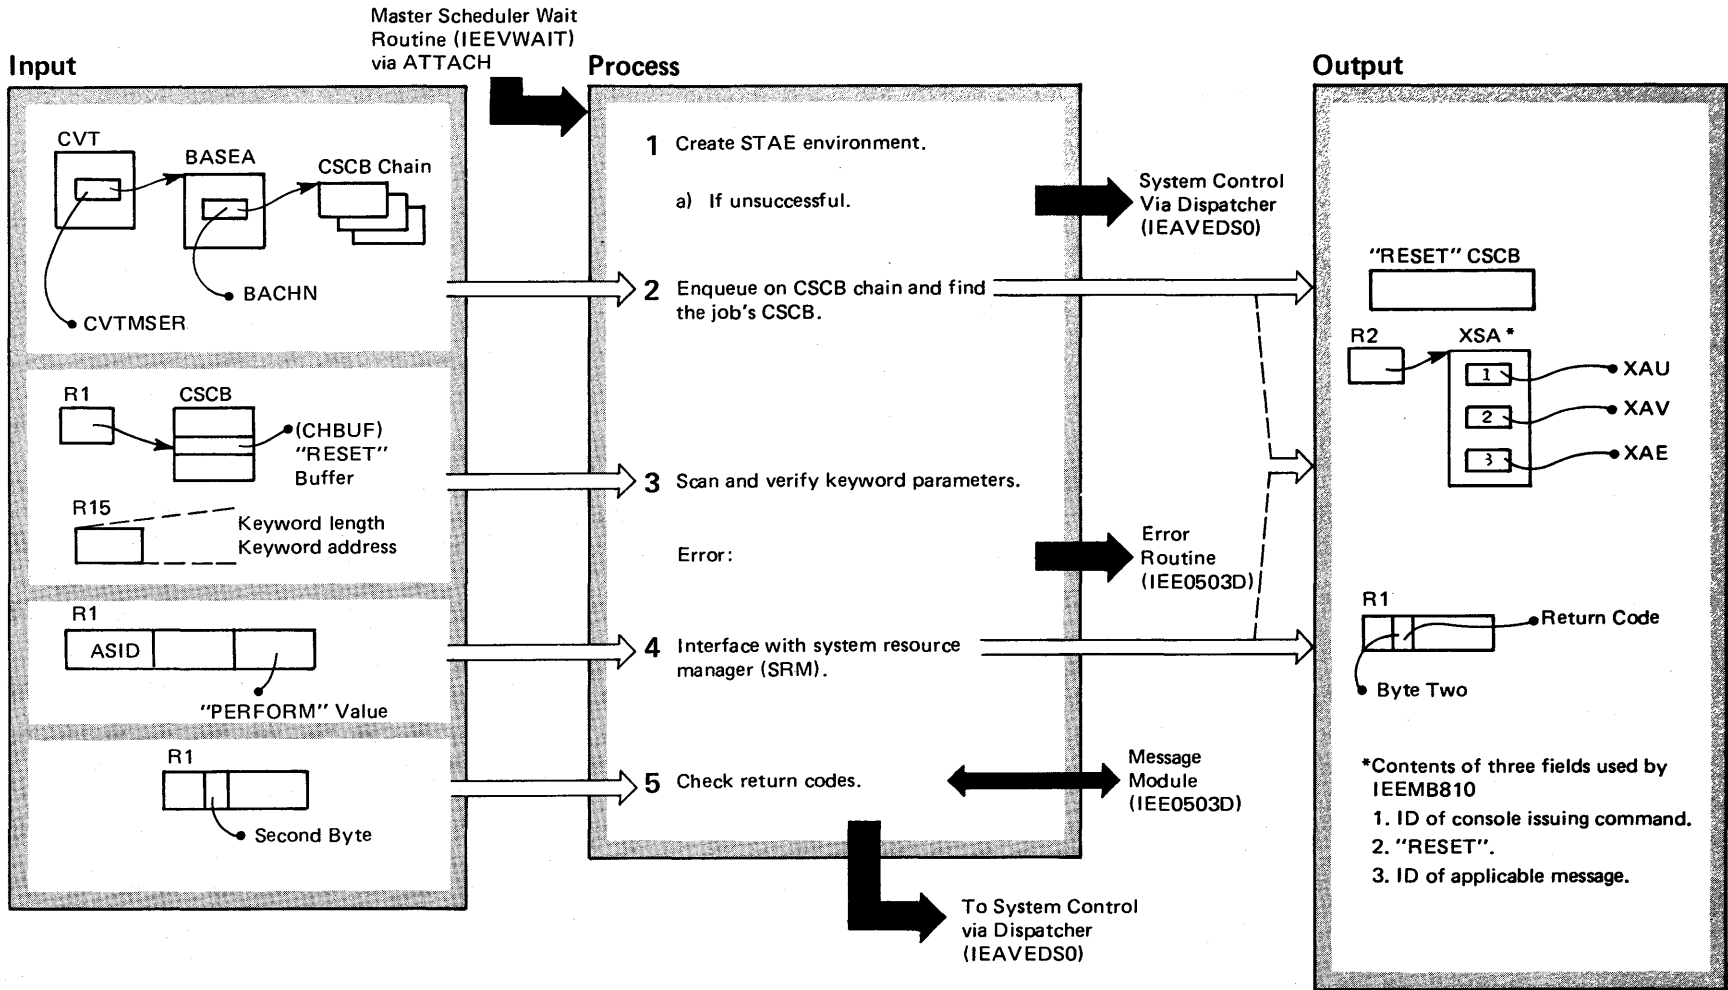 Master Scheduler Wait
Routine (IEEVWAIT)
via ATTACH
Input
Process
Output
CVT
BASEA
CSCB Chain
BACHN
CVTMSER
1 Create STAE environment.
a) If unsuccessful.
System Control
Via Dispatcher
(IEAVEDS0)
2 Enqueue on CSCB chain and find
the job's CSCB.
"RESET" CSCB
R2
XSA *
1
XAU
2
XAV
3
XAE
R1
CSCB
(CHBUF)
"RESET"
Buffer
R15
Keyword length
Keyword address
3 Scan and verify keyword parameters.
Error:
Error
Routine
(IEE0503D)
R1
ASID
"PERFORM" Value
4 Interface with system resource
manager (SRM).
R1
Return Code
Byte Two
R1
Second Byte
5 Check return codes.
Message
Module
(IEE0503D)
To System Control
via Dispatcher
(IEAVEDS0)
*Contents of three fields used by
IEEMB810
1. ID of console issuing command.
2. "RESET".
3. ID of applicable message.